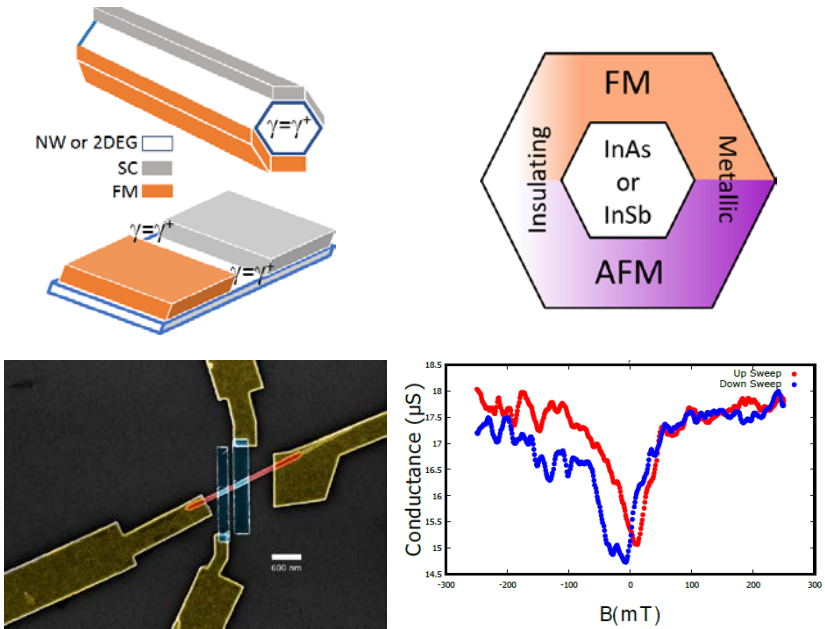 γ=γ⁺
NW or 2DEG
SC
FM
γ=γ⁺
γ=γ⁺
FM
Insulating
InAs
or
InSb
Metallic
AFM
600 nm
18.5
18
17.5
17
16.5
16
15.5
15
14.5
Conductance (µS)
Up Sweep
Down Sweep
-300
-200
-100
0
100
200
300
B(mT)